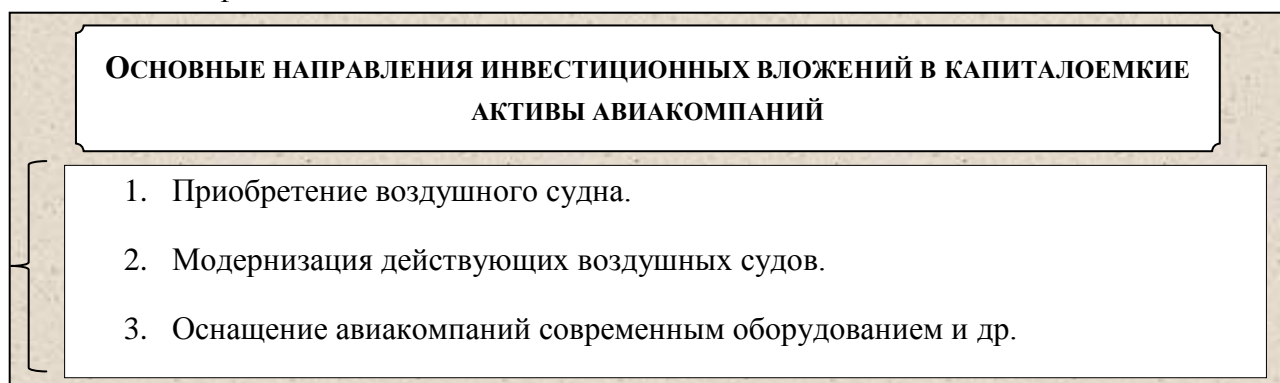 ОСНОВНЫЕ НАПРАВЛЕНИЯ ИНВЕСТИЦИОННЫХ ВЛОЖЕНИЙ В КАПИТАЛОЕМКИЕ
АКТИВЫ АВИАКОМПАНИЙ
1. Приобретение воздушного судна.
2. Модернизация действующих воздушных судов.
3. Оснащение авиакомпаний современным оборудованием и др.